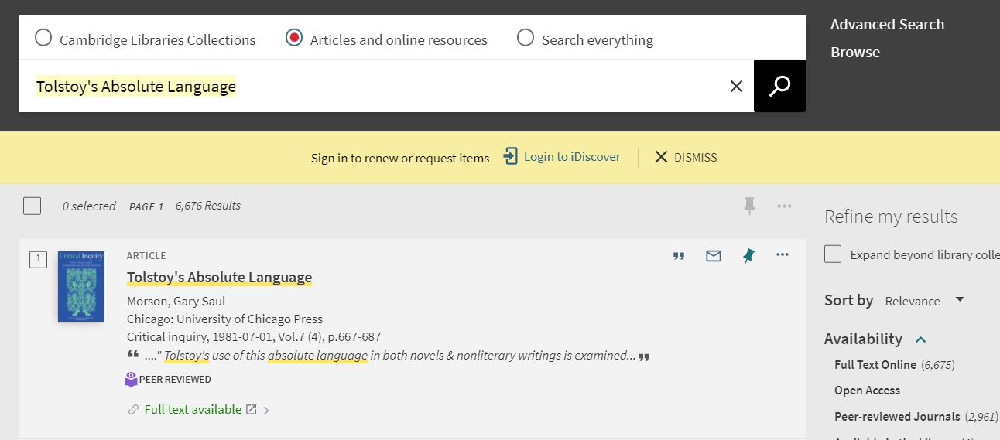 Cambridge Libraries Collections Articles and online resources Search everything
Advanced Search
Browse
Tolstoy's Absolute Language
Sign in to renew or request items Login to iDiscover DISMISS
0 selected PAGE 1 6,676 Results
Refine my results
Expand beyond library colle
Sort by Relevance
Availability
Full Text Online (6,675)
Open Access
Peer-reviewed Journals (2,961)
1
Critical Inquiry
ARTICLE
Tolstoy's Absolute Language
Morson, Gary Saul
Chicago: University of Chicago Press
Critical inquiry, 1981-07-01, Vol.7 (4), p.667-687
“ ...." Tolstoy's use of this absolute language in both novels & nonliterary writings is examined... ”
PEER REVIEWED
Full text available